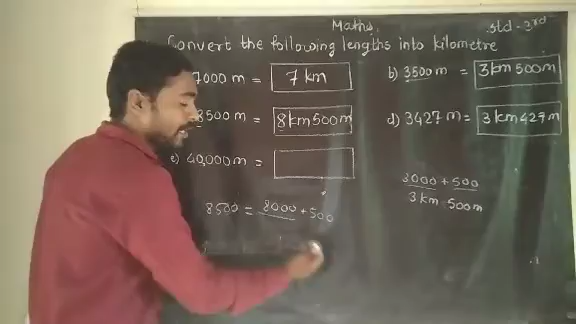 Maths
std-3rd
Convert the following lengths into kilometre
7000 m = 7 km
b) 3500 m = 3 km 500 m
8500 m = 8 km 500 m
d) 3427 m = 3 km 427 m
e) 40,000 m =
3000 + 500
3 km 500m
8500 = 8000 + 500